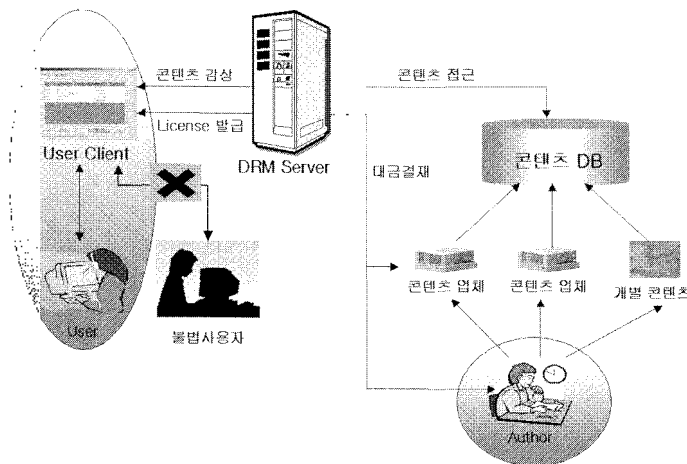 콘텐츠 감상
콘텐츠 접근
License 발급
User Client
DRM Server
콘텐츠 DB
대금결재
콘텐츠 업체
콘텐츠 업체
개별 콘텐츠
User
불법사용자
Author